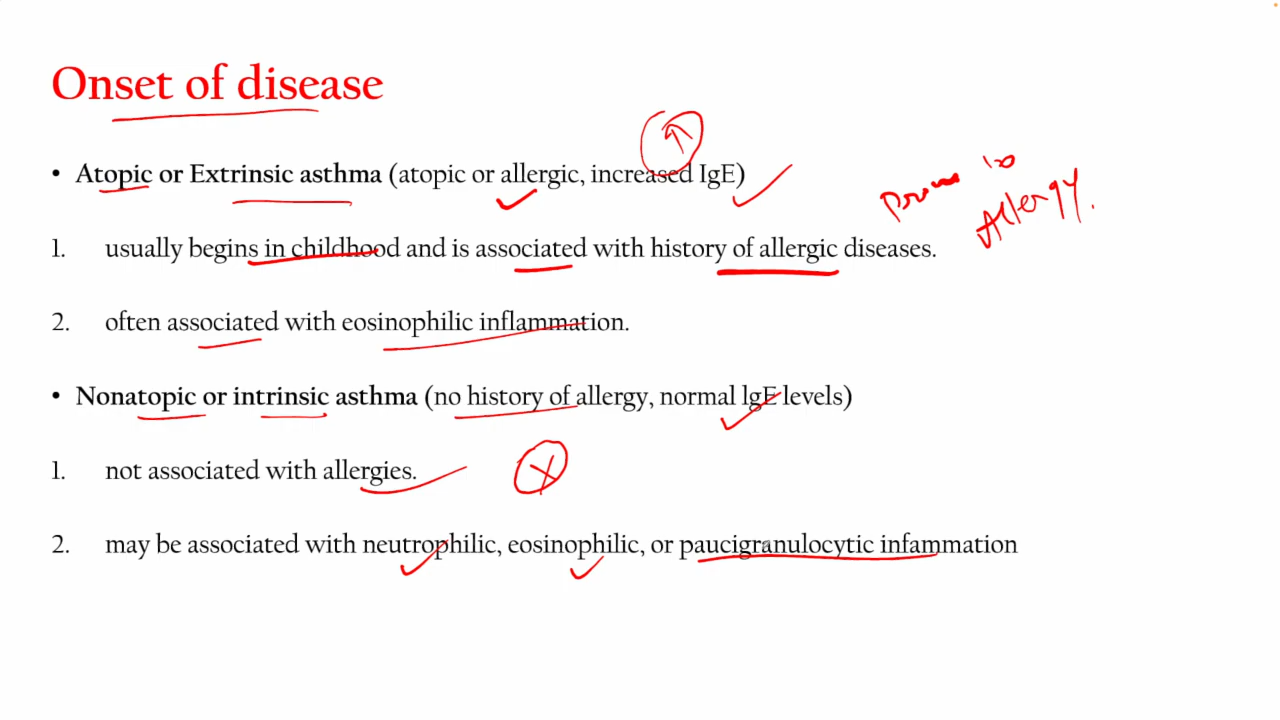 Onset of disease
• Atopic or Extrinsic asthma (atopic or allergic, increased IgE)
Prone to
Allergy.
1. usually begins in childhood and is associated with history of allergic diseases.
2. often associated with eosinophilic inflammation.
• Nonatopic or intrinsic asthma (no history of allergy, normal lgE levels)
1. not associated with allergies.
2. may be associated with neutrophilic, eosinophilic, or paucigranulocytic infammation